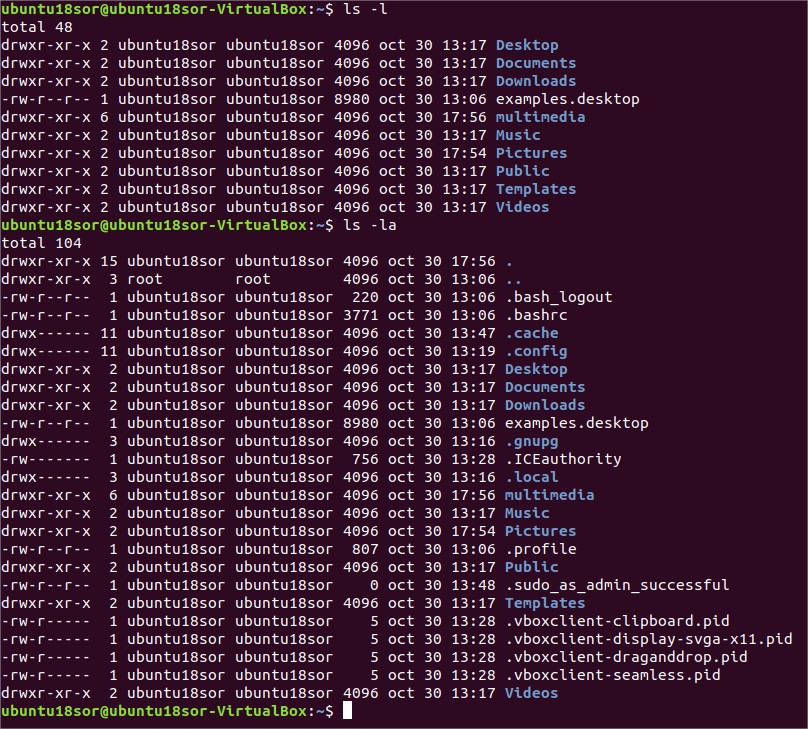 ubuntu18sor@ubuntu18sor-VirtualBox:~$ ls -l
total 48
drwxr-xr-x 2 ubuntu18sor ubuntu18sor 4096 oct 30 13:17 Desktop
drwxr-xr-x 2 ubuntu18sor ubuntu18sor 4096 oct 30 13:17 Documents
drwxr-xr-x 2 ubuntu18sor ubuntu18sor 4096 oct 30 13:17 Downloads
-rw-r--r-- 1 ubuntu18sor ubuntu18sor 8980 oct 30 13:06 examples.desktop
drwxr-xr-x 6 ubuntu18sor ubuntu18sor 4096 oct 30 17:56 multimedia
drwxr-xr-x 2 ubuntu18sor ubuntu18sor 4096 oct 30 13:17 Music
drwxr-xr-x 2 ubuntu18sor ubuntu18sor 4096 oct 30 17:54 Pictures
drwxr-xr-x 2 ubuntu18sor ubuntu18sor 4096 oct 30 13:17 Public
drwxr-xr-x 2 ubuntu18sor ubuntu18sor 4096 oct 30 13:17 Templates
drwxr-xr-x 2 ubuntu18sor ubuntu18sor 4096 oct 30 13:17 Videos
ubuntu18sor@ubuntu18sor-VirtualBox:~$ ls -la
total 104
drwxr-xr-x 15 ubuntu18sor ubuntu18sor 4096 oct 30 17:56 .
drwxr-xr-x  3 root        root        4096 oct 30 13:06 ..
-rw-r--r--  1 ubuntu18sor ubuntu18sor  220 oct 30 13:06 .bash_logout
-rw-r--r--  1 ubuntu18sor ubuntu18sor 3771 oct 30 13:06 .bashrc
drwx------ 11 ubuntu18sor ubuntu18sor 4096 oct 30 13:47 .cache
drwx------ 11 ubuntu18sor ubuntu18sor 4096 oct 30 13:19 .config
drwxr-xr-x  2 ubuntu18sor ubuntu18sor 4096 oct 30 13:17 Desktop
drwxr-xr-x  2 ubuntu18sor ubuntu18sor 4096 oct 30 13:17 Documents
drwxr-xr-x  2 ubuntu18sor ubuntu18sor 4096 oct 30 13:17 Downloads
-rw-r--r--  1 ubuntu18sor ubuntu18sor 8980 oct 30 13:06 examples.desktop
drwx------  3 ubuntu18sor ubuntu18sor 4096 oct 30 13:16 .gnupg
-rw-------  1 ubuntu18sor ubuntu18sor  756 oct 30 13:28 .ICEauthority
drwx------  3 ubuntu18sor ubuntu18sor 4096 oct 30 13:16 .local
drwxr-xr-x  6 ubuntu18sor ubuntu18sor 4096 oct 30 17:56 multimedia
drwxr-xr-x  2 ubuntu18sor ubuntu18sor 4096 oct 30 13:17 Music
drwxr-xr-x  2 ubuntu18sor ubuntu18sor 4096 oct 30 17:54 Pictures
-rw-r--r--  1 ubuntu18sor ubuntu18sor  807 oct 30 13:06 .profile
drwxr-xr-x  2 ubuntu18sor ubuntu18sor 4096 oct 30 13:17 Public
-rw-r--r--  1 ubuntu18sor ubuntu18sor    0 oct 30 13:48 .sudo_as_admin_successful
drwxr-xr-x  2 ubuntu18sor ubuntu18sor 4096 oct 30 13:17 Templates
-rw-r-----  1 ubuntu18sor ubuntu18sor    5 oct 30 13:28 .vboxclient-clipboard.pid
-rw-r-----  1 ubuntu18sor ubuntu18sor    5 oct 30 13:28 .vboxclient-display-svga-x11.pid
-rw-r-----  1 ubuntu18sor ubuntu18sor    5 oct 30 13:28 .vboxclient-draganddrop.pid
-rw-r-----  1 ubuntu18sor ubuntu18sor    5 oct 30 13:28 .vboxclient-seamless.pid
drwxr-xr-x  2 ubuntu18sor ubuntu18sor 4096 oct 30 13:17 Videos
ubuntu18sor@ubuntu18sor-VirtualBox:~$